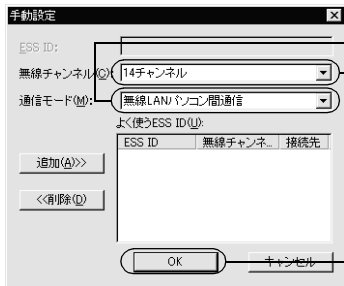 手動設定
ESS ID:
無線チャンネル(C): 14チャンネル
通信モード(M): 無線LANパソコン間通信
よく使うESS ID(U):
ESS ID 無線チャンネ... 接続先
追加(A)>>
<<削除(D)
OK キャンセル